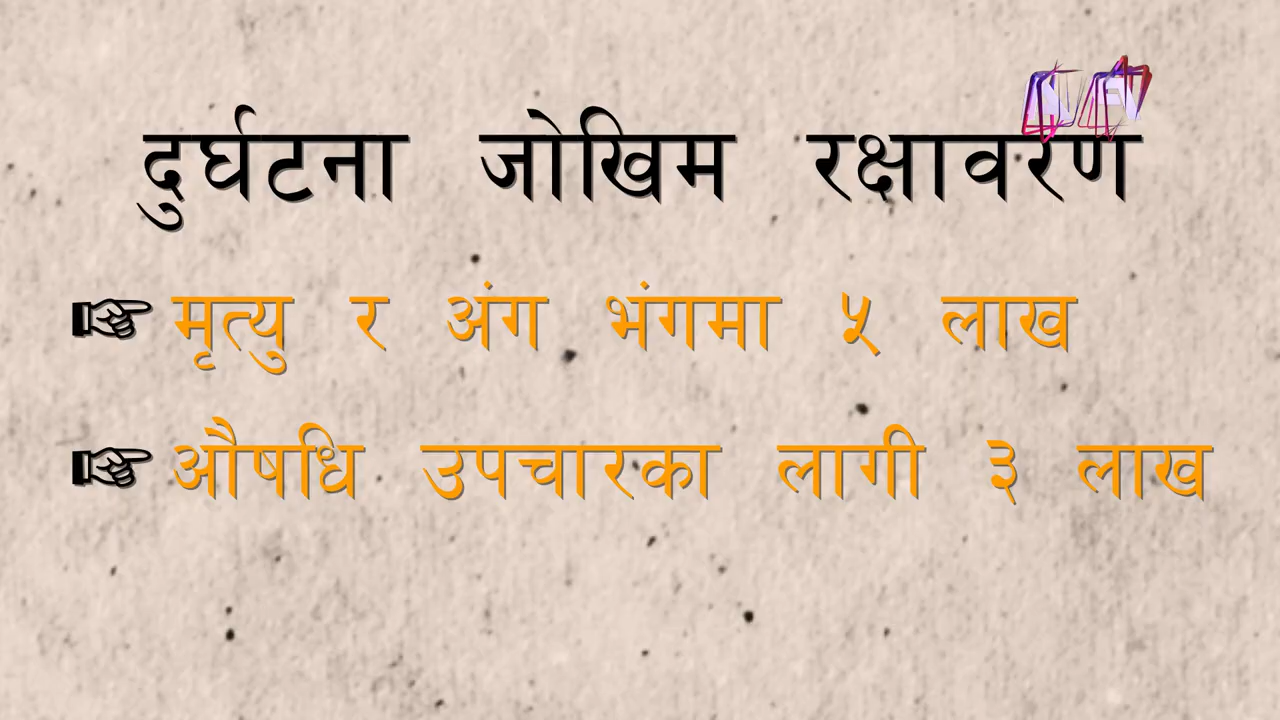 दुर्घटना जोखिम रक्षावरण
मृत्यु र अंग भंगमा ५ लाख
औषधि उपचारका लागी ३ लाख